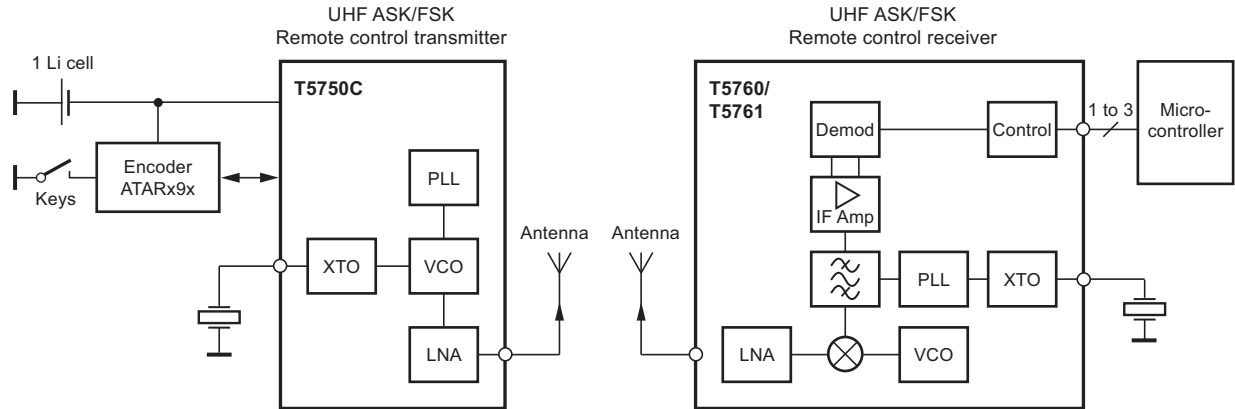 UHF ASK/FSK
Remote control transmitter
1 Li cell
T5750C
Encoder
ATARx9x
Keys
PLL
XTO
VCO
LNA
Antenna
UHF ASK/FSK
Remote control receiver
Antenna
T5760/
T5761
Demod
Control
1 to 3
Micro-
controller
IF Amp
PLL
XTO
LNA
VCO